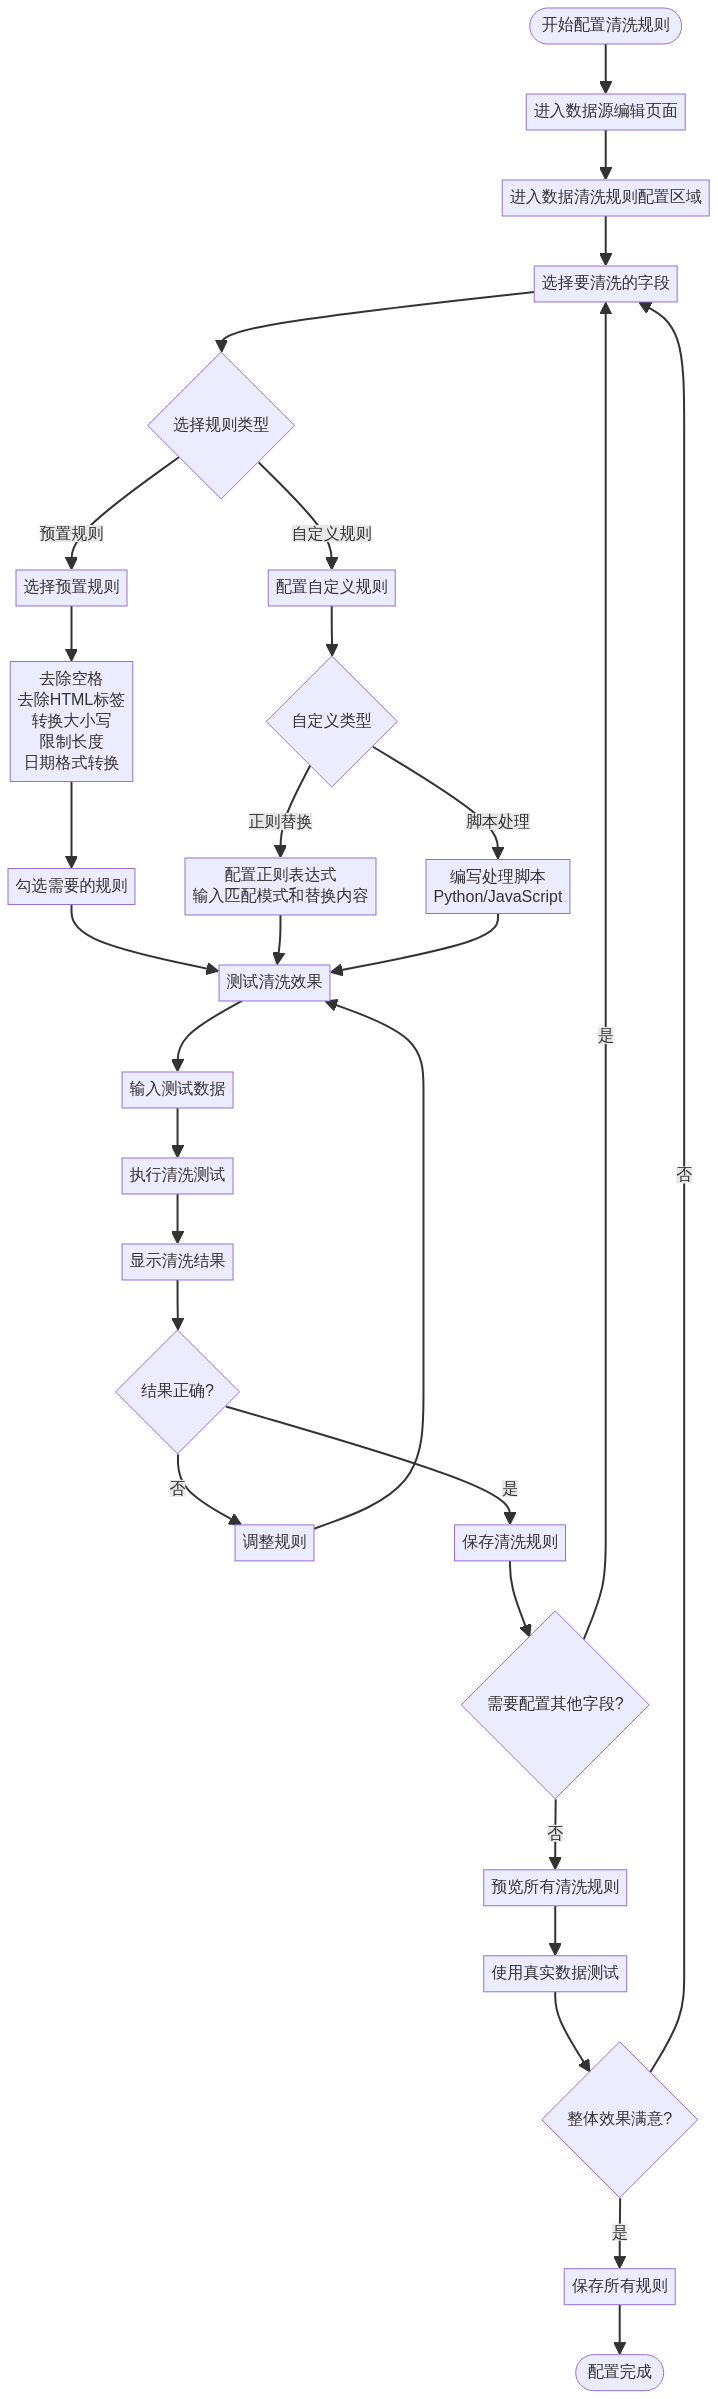 开始配置清洗规则
进入数据源编辑页面
进入数据清洗规则配置区域
选择要清洗的字段
选择规则类型
预置规则
自定义规则
选择预置规则
配置自定义规则
去除空格
去除HTML标签
转换大小写
限制长度
日期格式转换
自定义类型
正则替换
脚本处理
勾选需要的规则
配置正则表达式
输入匹配模式和替换内容
编写处理脚本
Python/JavaScript
测试清洗效果
是
输入测试数据
执行清洗测试
否
显示清洗结果
结果正确?
否
是
调整规则
保存清洗规则
需要配置其他字段?
否
预览所有清洗规则
使用真实数据测试
整体效果满意?
是
保存所有规则
配置完成